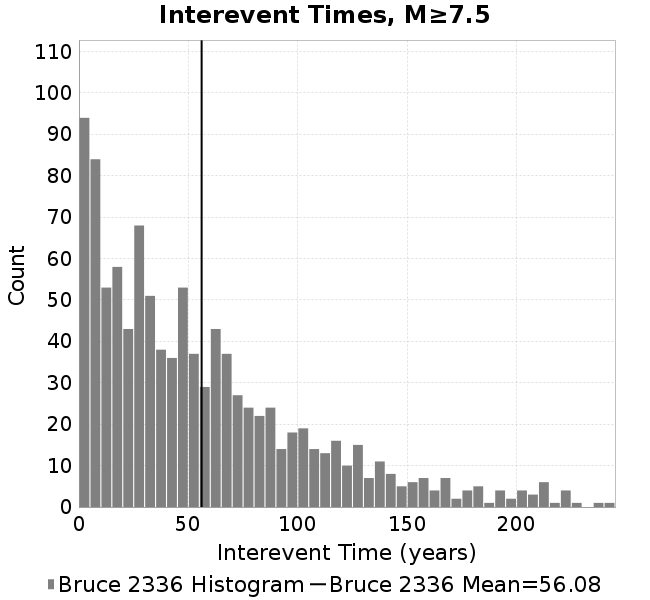 Interevent Times, M≥7.5
110
100
90
80
70
60
50
40
30
20
10
0
Count
0 50 100 150 200
Interevent Time (years)
Bruce 2336 Histogram Bruce 2336 Mean=56.08